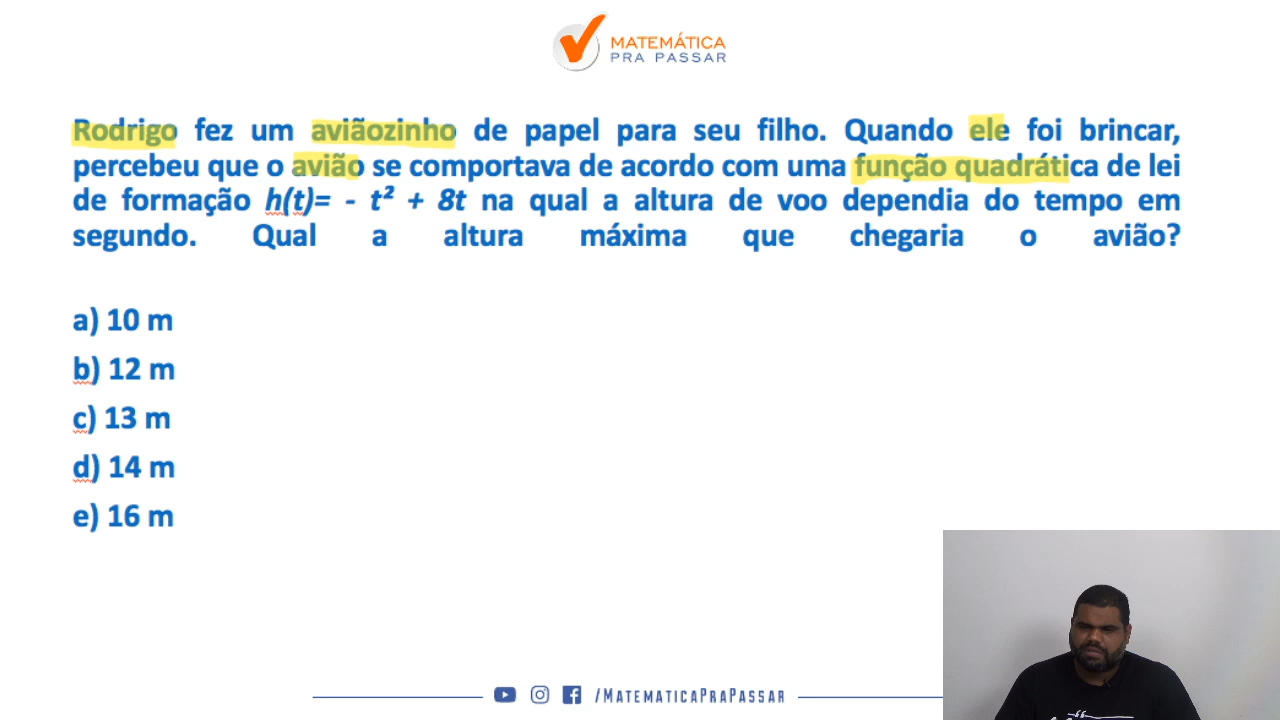 MATEMÁTICA
PRA PASSAR
Rodrigo fez um aviãozinho de papel para seu filho. Quando ele foi brincar,
percebeu que o avião se comportava de acordo com uma função quadrática de lei
de formação h(t)= - t² + 8t na qual a altura de voo dependia do tempo em
segundo. Qual a altura máxima que chegaria o avião?
a) 10 m
b) 12 m
c) 13 m
d) 14 m
e) 16 m
/MATEMATICAPRAPASSAR